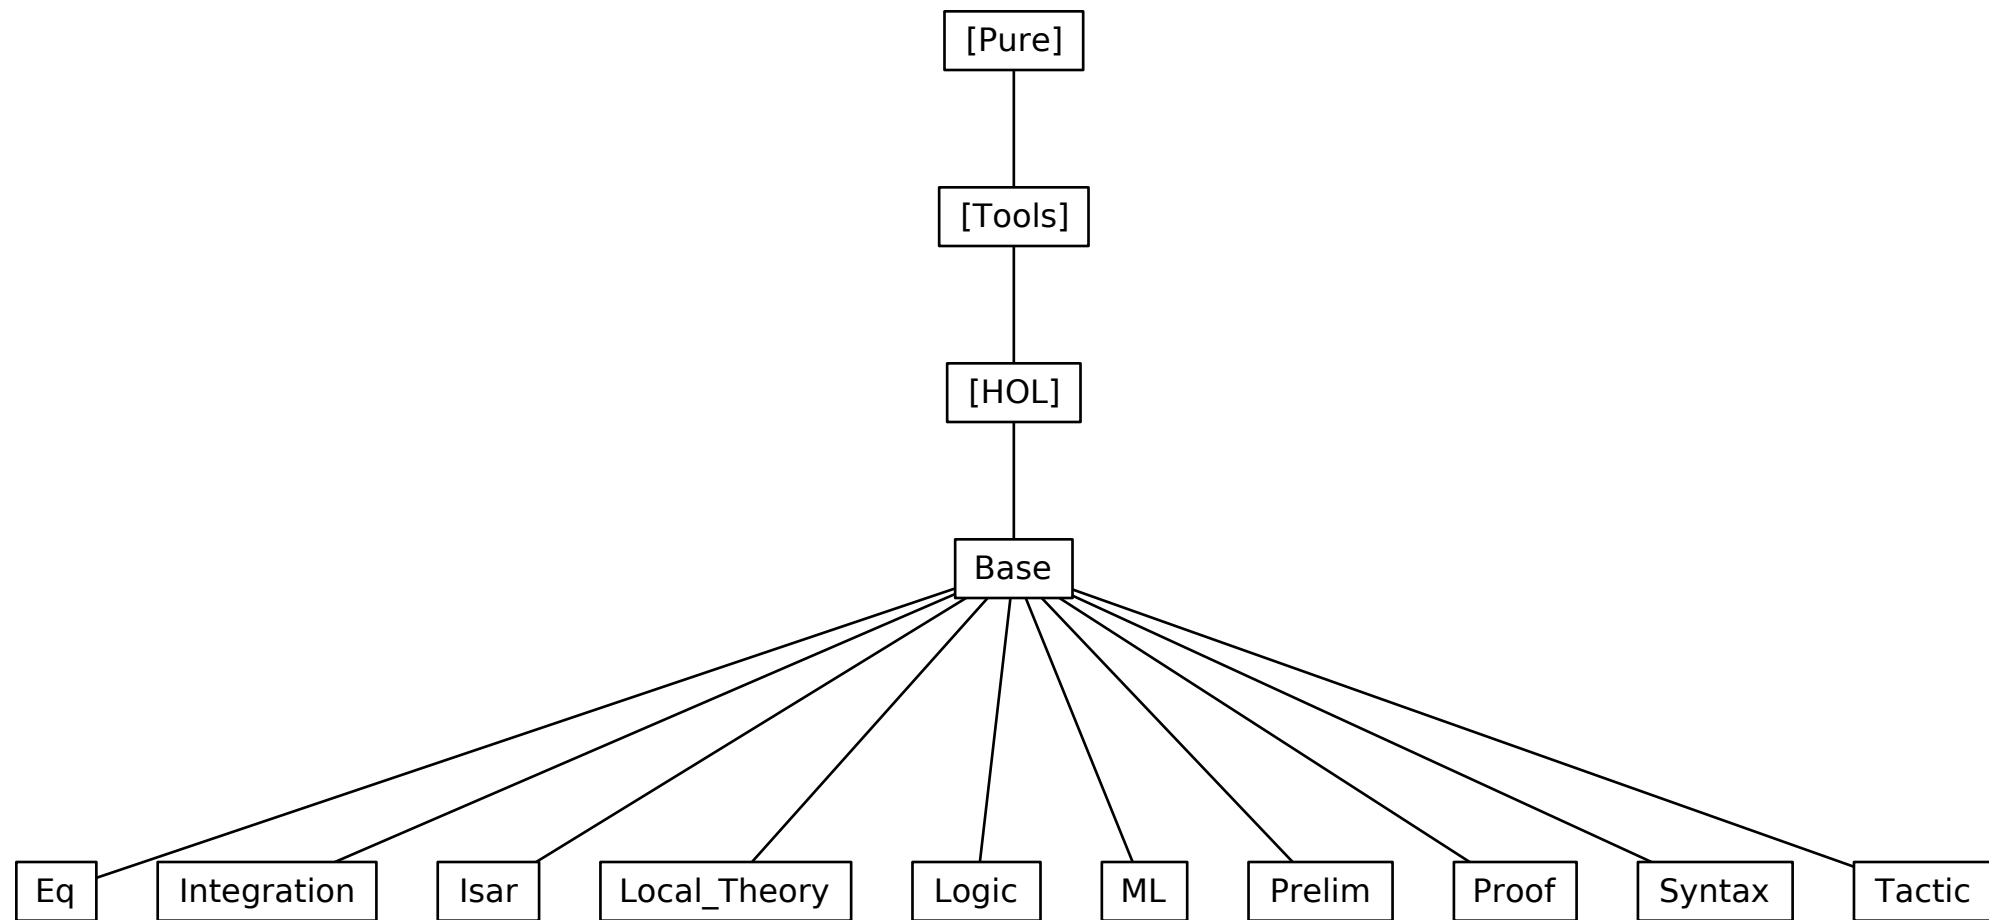 [Pure]
[Tools]
[HOL]
Base
Eq
Integration
Isar
Local_Theory
Logic
ML
Prelim
Proof
Syntax
Tactic